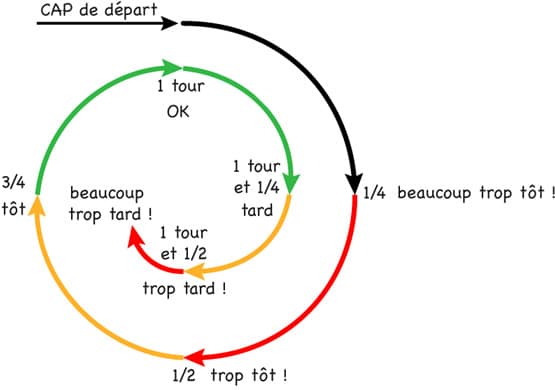 CAP de départ
1 tour
OK
1 tour
et 1/4
tard
3/4
tôt
1/4 beaucoup trop tôt !
beaucoup
trop tard !
1 tour
et 1/2
trop tard !
1/2 trop tôt !